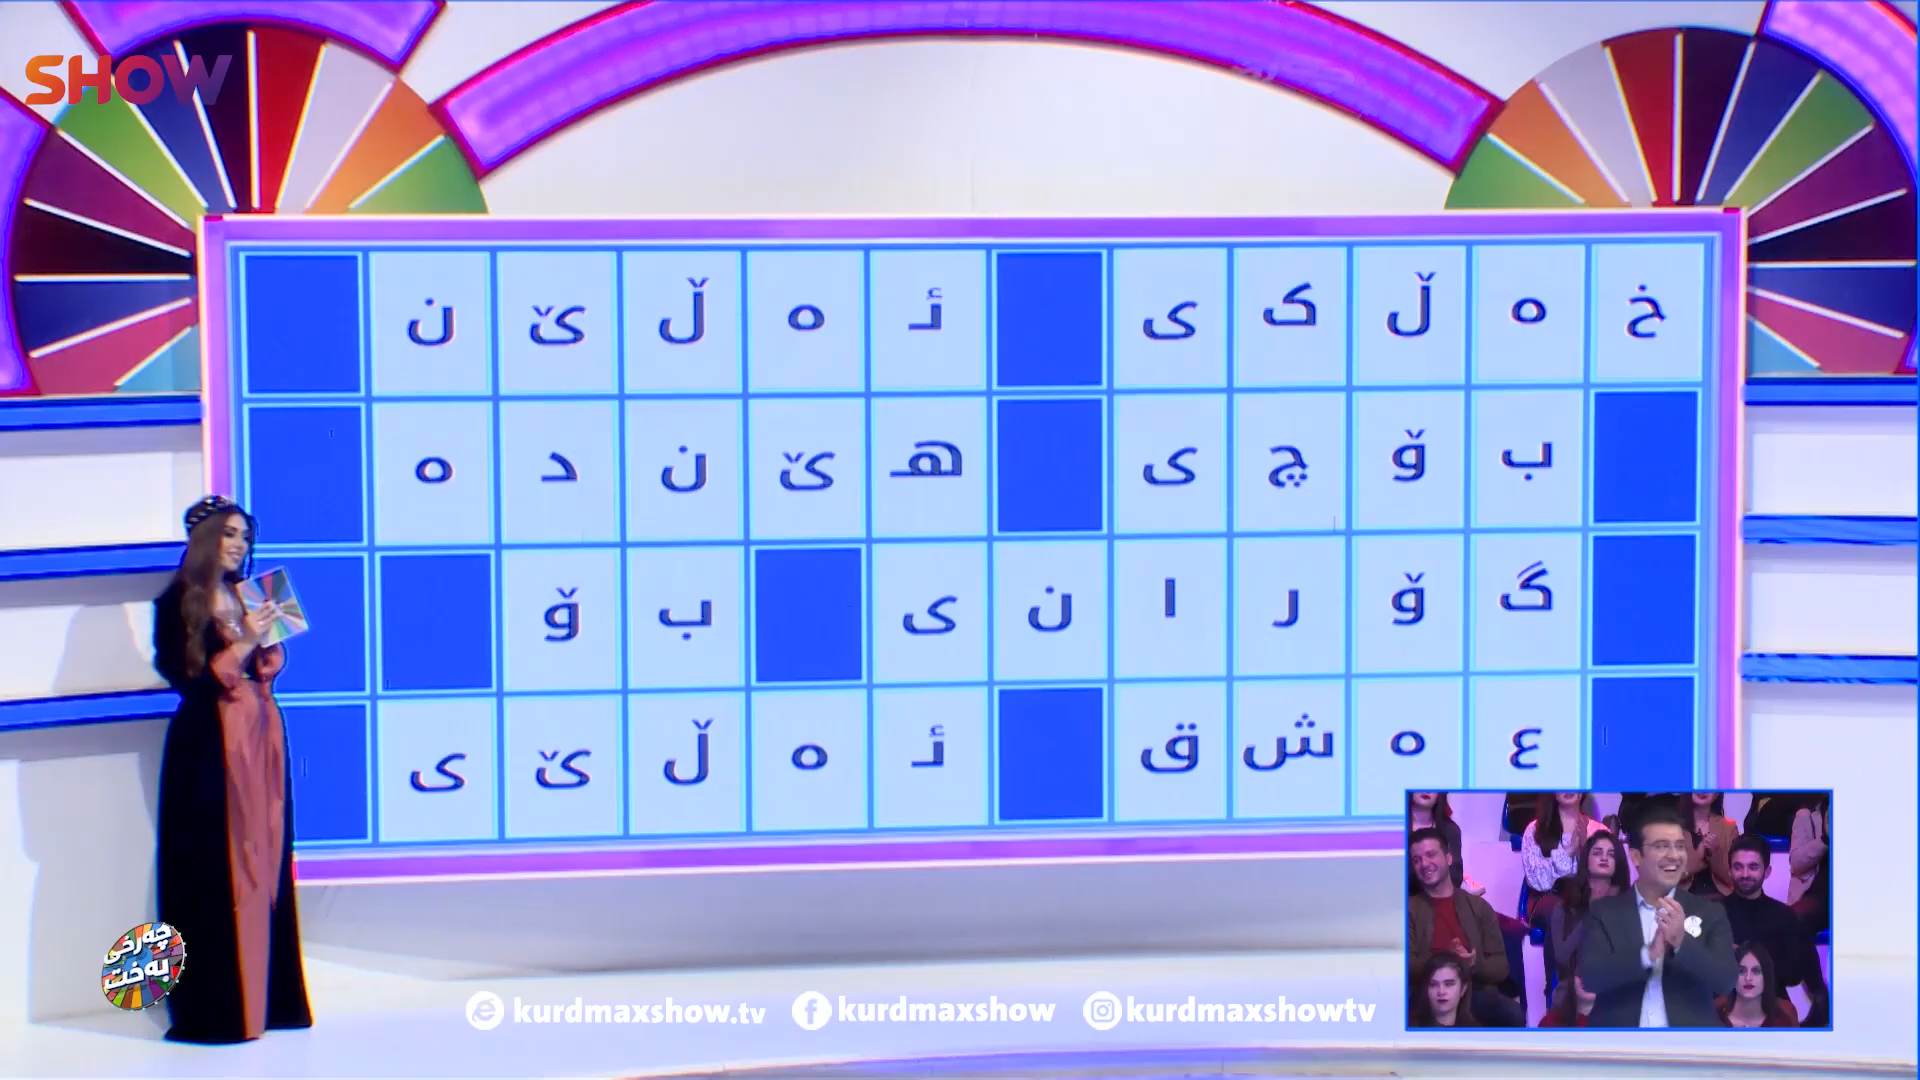 SHOW
خەڵکی ئەڵێن
بۆچی هێندە
گۆرانی بۆ
عەشق ئەڵێی
چەرخی
بەخت
kurdmaxshow.tv kurdmaxshow kurdmaxshowtv